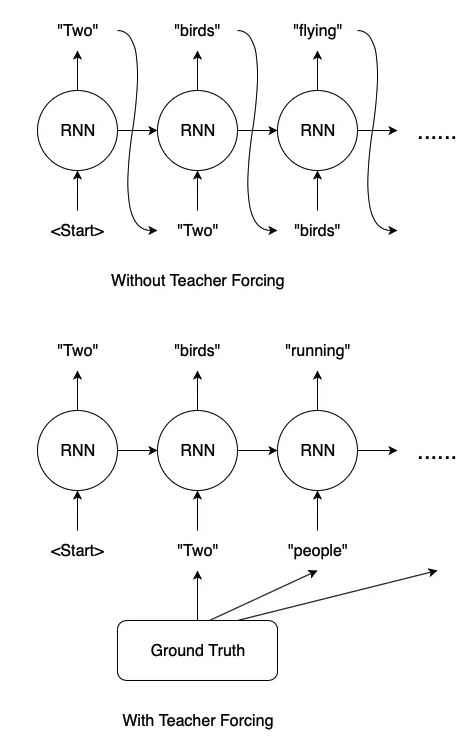 "Two" "birds" "flying"
RNN RNN RNN ......
<Start> "Two" "birds"
Without Teacher Forcing
"Two" "birds" "running"
RNN RNN RNN ......
<Start> "Two" "people"
Ground Truth
With Teacher Forcing